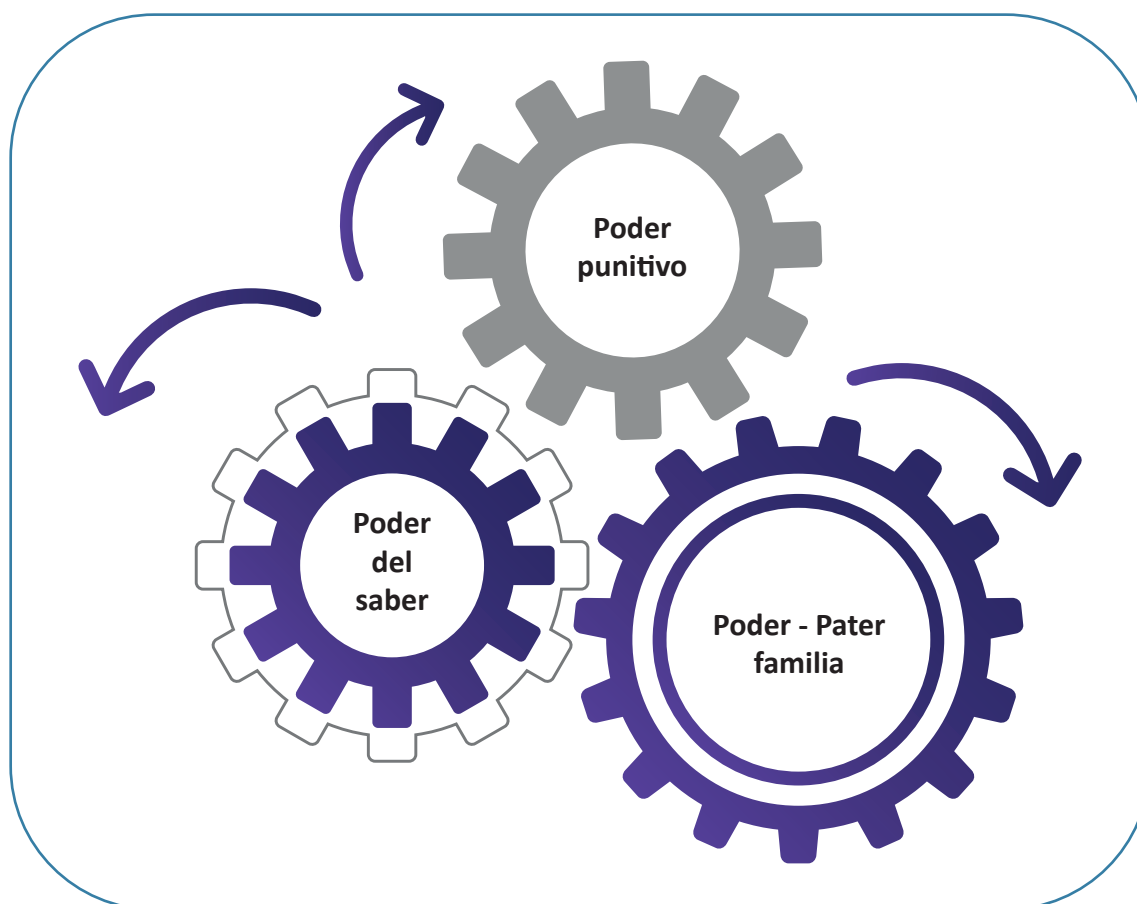 Poder
punitivo
Poder
del
saber
Poder - Pater
familia